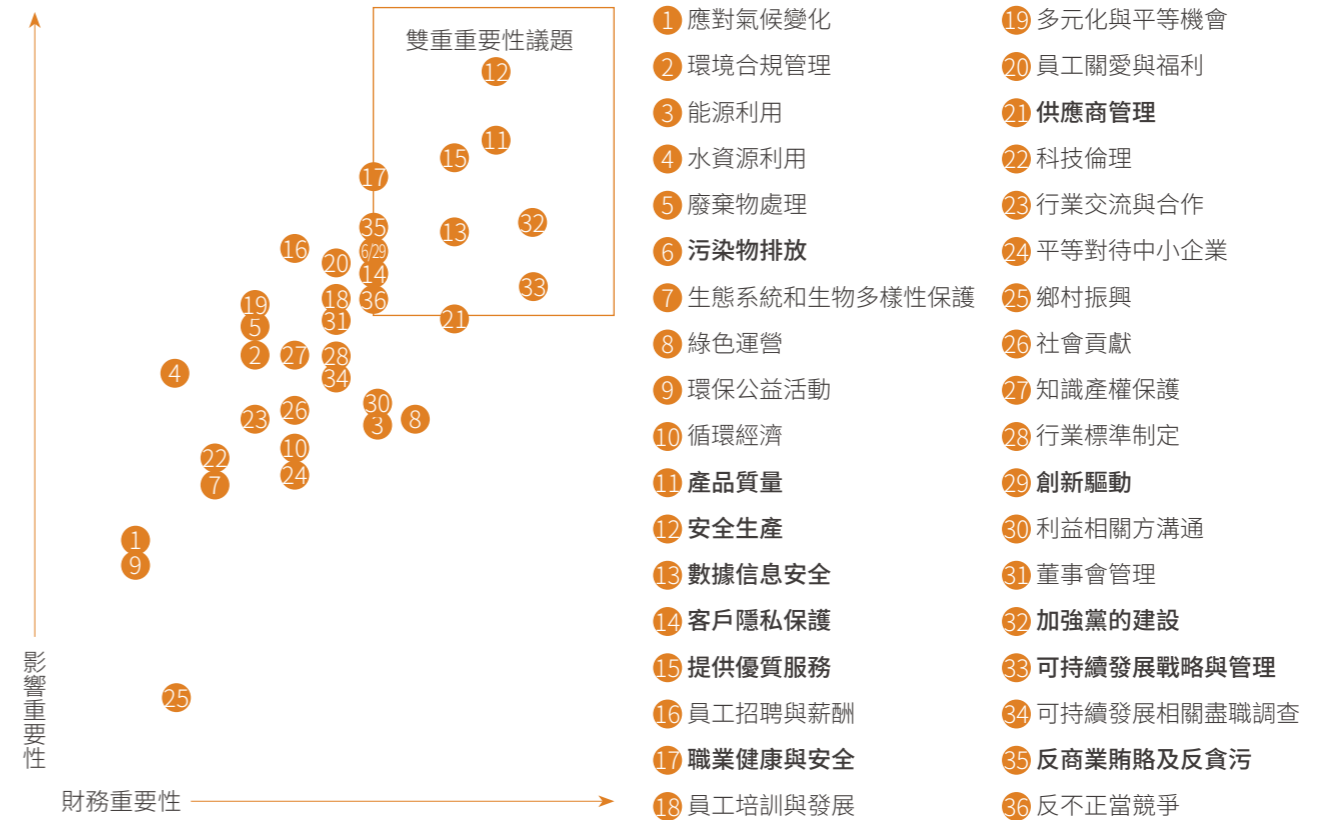 雙重重要性議題
12
11
15
17
35
32
13
16
6/29
20
14
33
18
36
19
31
21
5
2
27
28
4
34
30
26
23
3
8
10
22
24
7
1
9
25
影響重要性
財務重要性
1 應對氣候變化
2 環境合規管理
3 能源利用
4 水資源利用
5 廢棄物處理
6 污染物排放
7 生態系統和生物多樣性保護
8 綠色運營
9 環保公益活動
10 循環經濟
11 產品質量
12 安全生產
13 數據信息安全
14 客戶隱私保護
15 提供優質服務
16 員工招聘與薪酬
17 職業健康與安全
18 員工培訓與發展
19 多元化與平等機會
20 員工關愛與福利
21 供應商管理
22 科技倫理
23 行業交流與合作
24 平等對待中小企業
25 鄉村振興
26 社會貢獻
27 知識產權保護
28 行業標準制定
29 創新驅動
30 利益相關方溝通
31 董事會管理
32 加強黨的建設
33 可持續發展戰略與管理
34 可持續發展相關盡職調查
35 反商業賄賂及反貪污
36 反不正當競爭